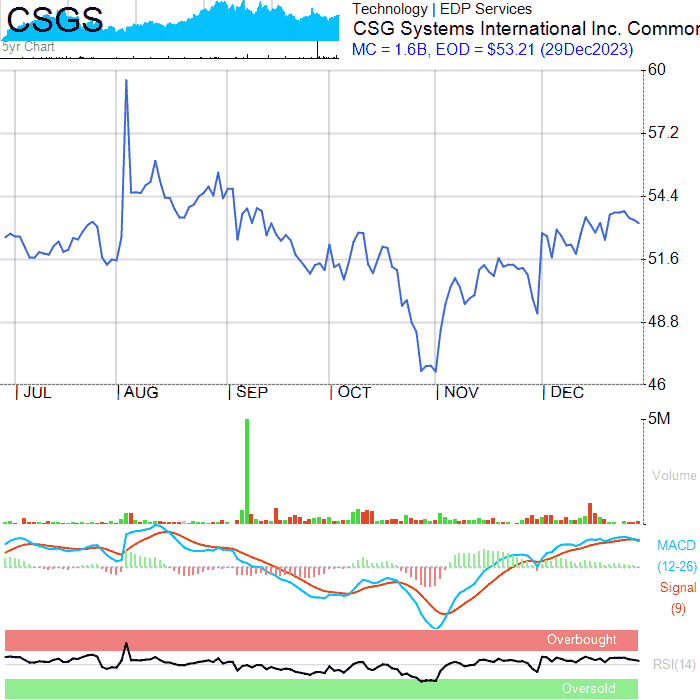 CSGS
5yr Chart
Technology | EDP Services
CSG Systems International Inc. Common
MC = 1.6B, EOD = $53.21 (29Dec2023)
60
57.2
54.4
51.6
48.8
46
JUL
AUG
SEP
OCT
NOV
DEC
5M
Volume
MACD
(12-26)
Signal
(9)
Overbought
RSI(14)
Oversold